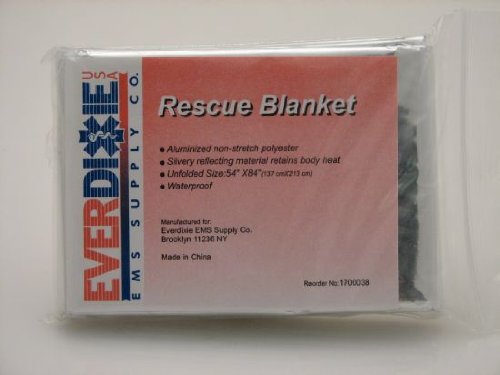 EVERDIXIE USA
EMS SUPPLY CO.
Rescue Blanket
● Aluminized non-stretch polyester
● Silvery reflecting material retains body heat
● Unfolded Size:54" X84"(137 cmX213 cm)
● Waterproof
Manufactured for:
Everdixie EMS Supply Co.
Brooklyn 11236 NY
Made in China
Reorder No:1700038